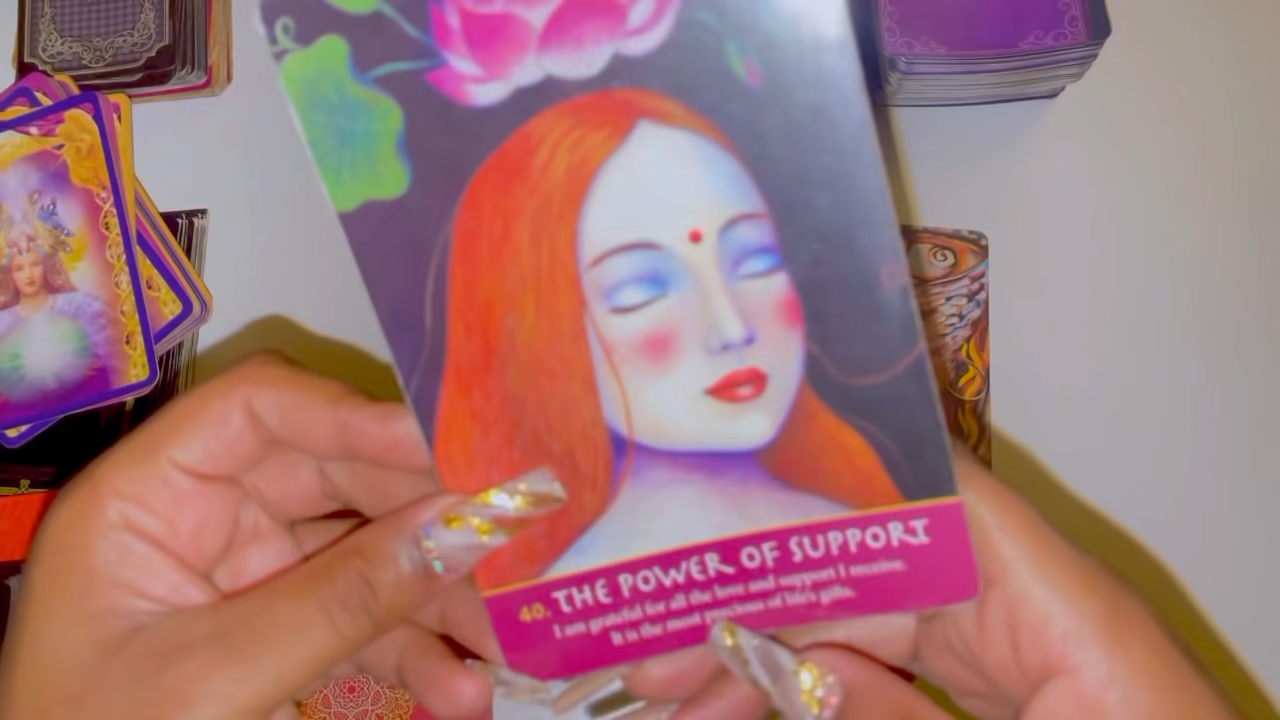 40. THE POWER OF SUPPORT
I am grateful for all the love and support I receive.
It is the most precious of life's gifts.